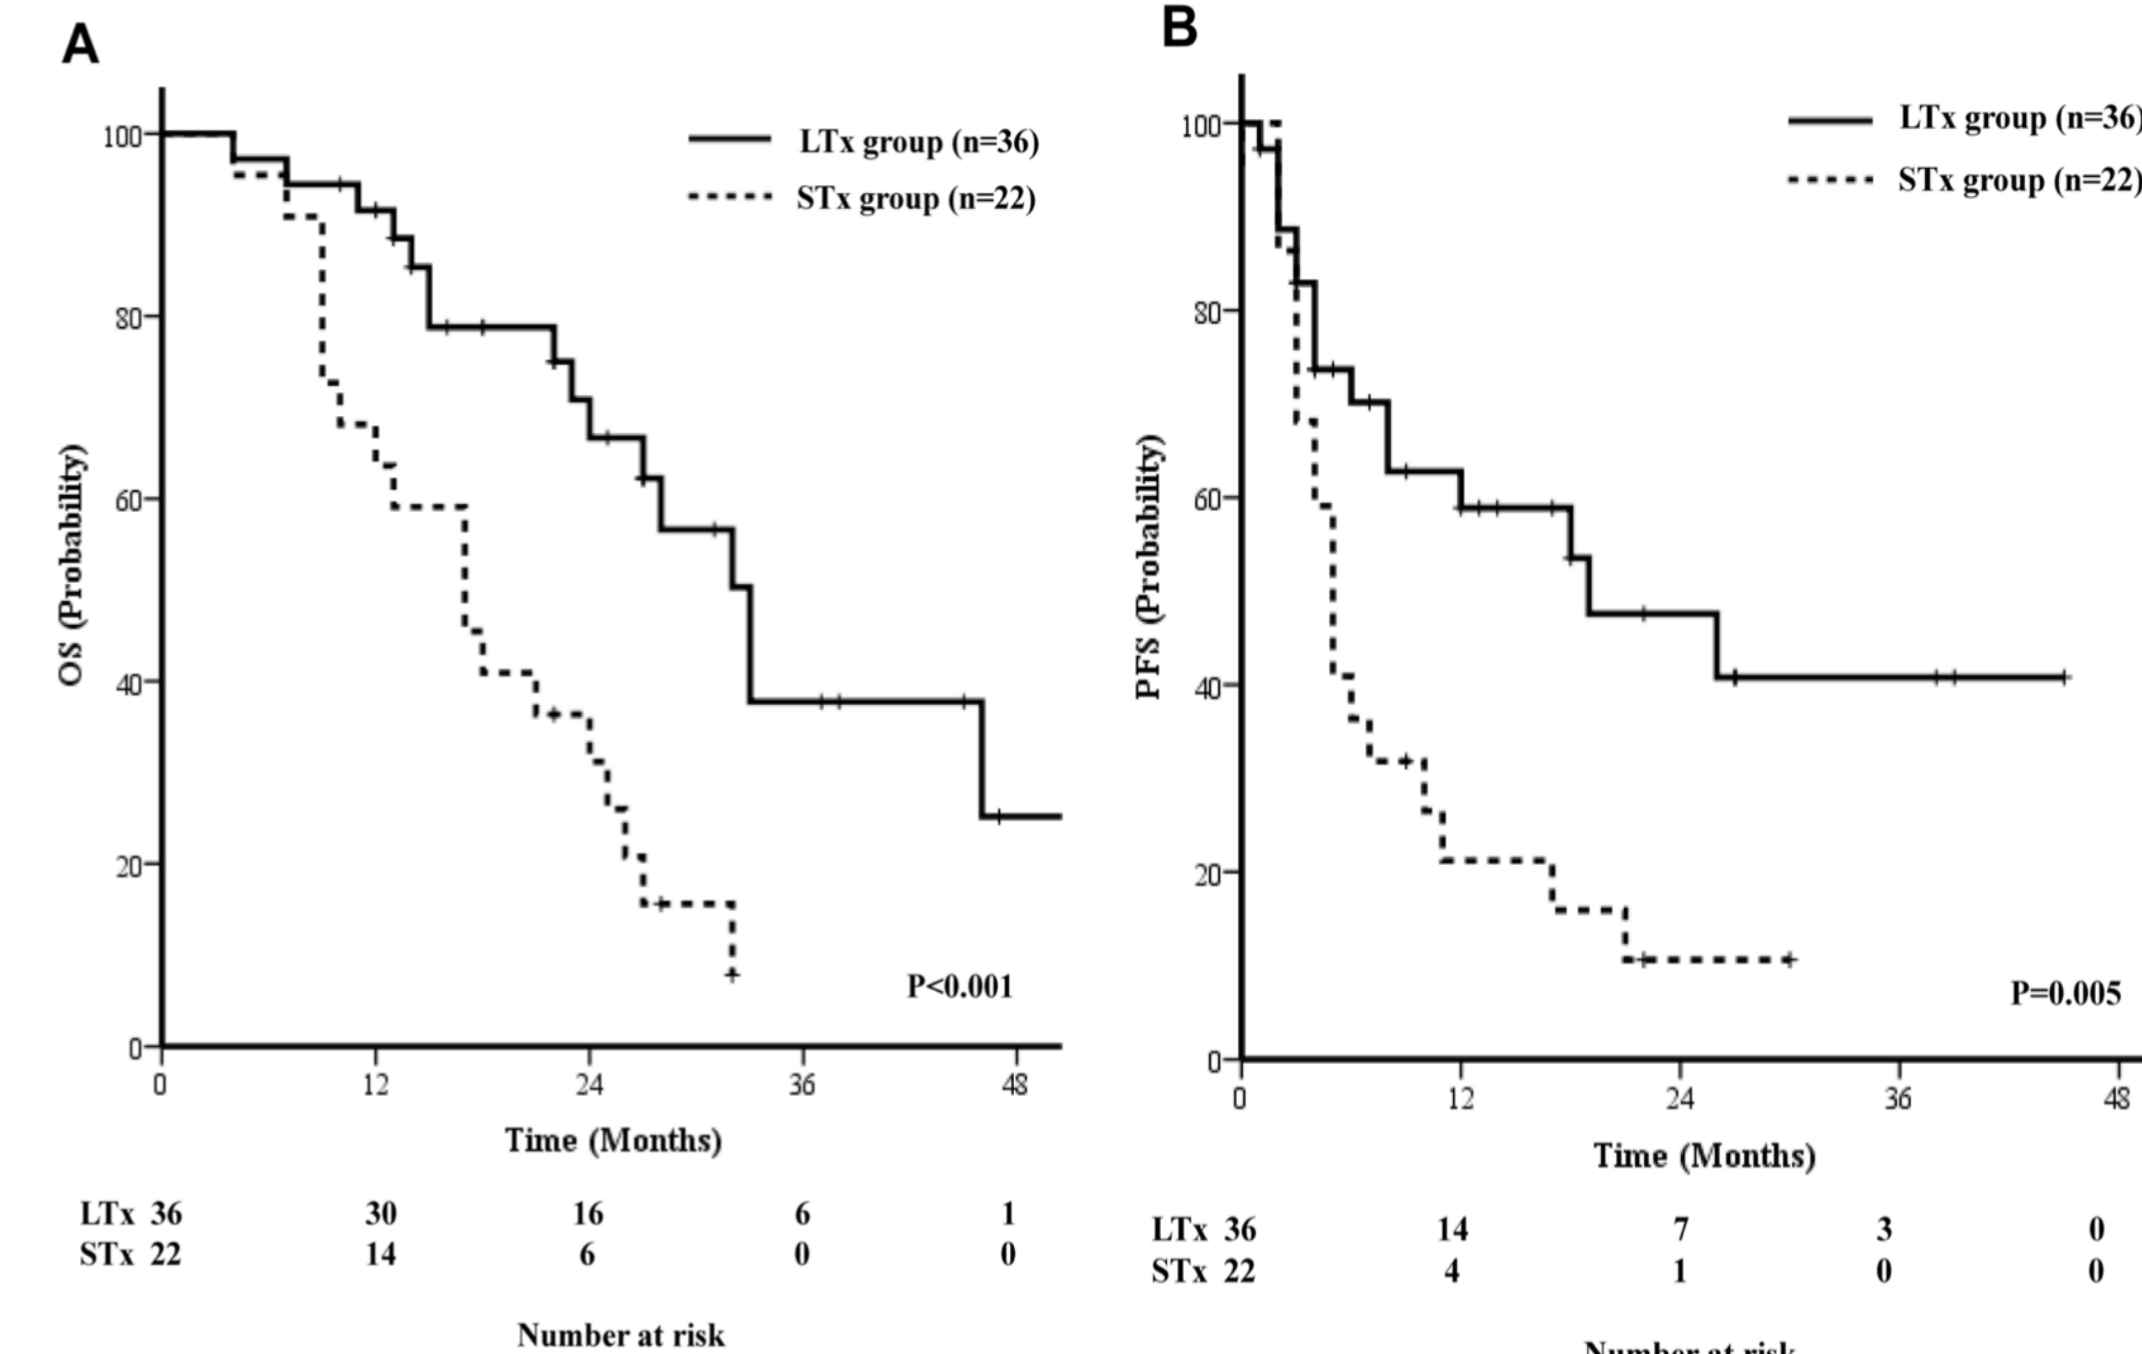 A
OS (Probability)
100
80
60
40
20
0
LTx group (n=36)
STx group (n=22)
P<0.001
0 12 24 36 48
Time (Months)
LTx 36 30 16 6 1
STx 22 14 6 0 0
Number at risk
B
PFS (Probability)
100
80
60
40
20
0
LTx group (n=36)
STx group (n=22)
P=0.005
0 12 24 36 48
Time (Months)
LTx 36 14 7 3 0
STx 22 4 1 0 0
Number at risk